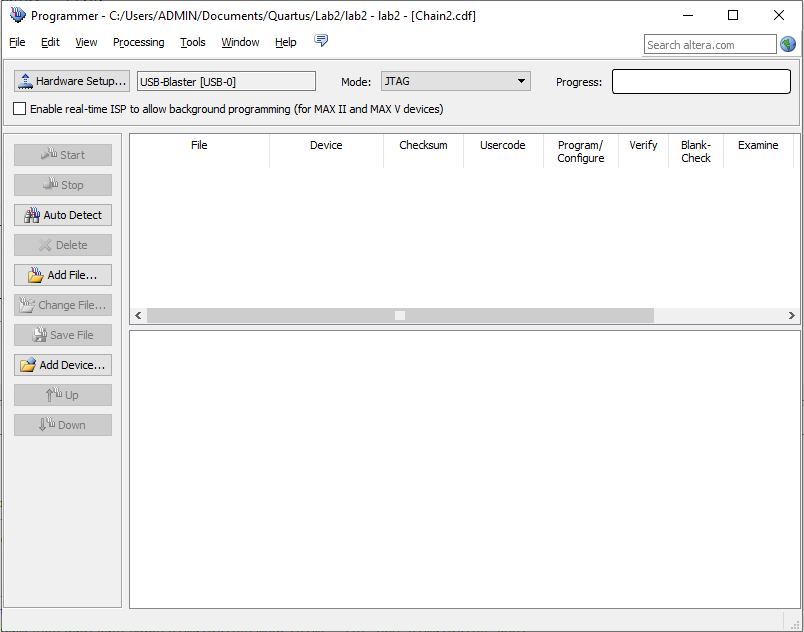 Programmer - C:/Users/ADMIN/Documents/Quartus/Lab2/lab2 - lab2 - [Chain2.cdf]
File Edit View Processing Tools Window Help
Search altera.com
Hardware Setup... USB-Blaster [USB-0] Mode: JTAG Progress:
Enable real-time ISP to allow background programming (for MAX II and MAX V devices)
Start
Stop
Auto Detect
Delete
Add File...
Change File...
Save File
Add Device...
Up
Down
File Device Checksum Usercode Program/ Verify Blank- Examine
Configure Check